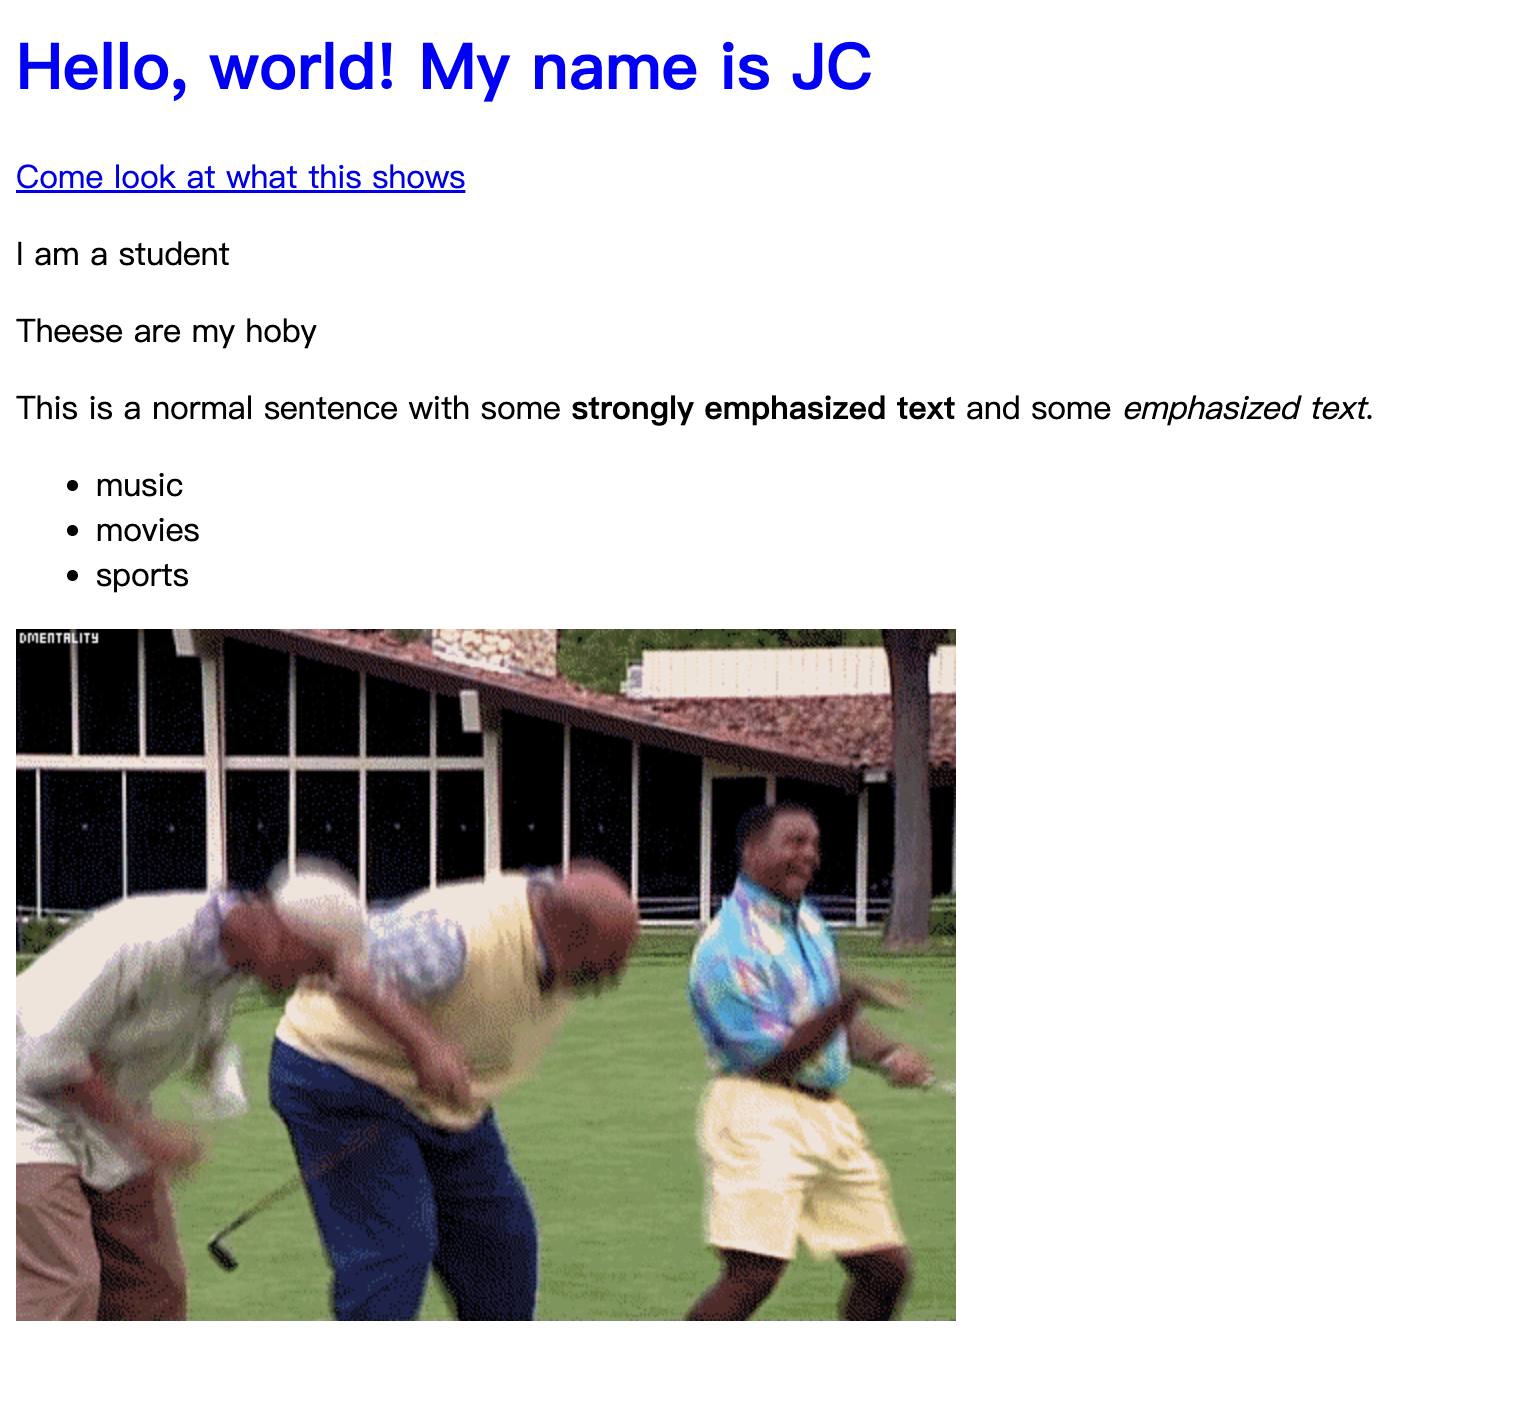 Hello, world! My name is JC
Come look at what this shows
I am a student
Theese are my hoby
This is a normal sentence with some strongly emphasized text and some emphasized text.
music
movies
sports
DMENTALITY